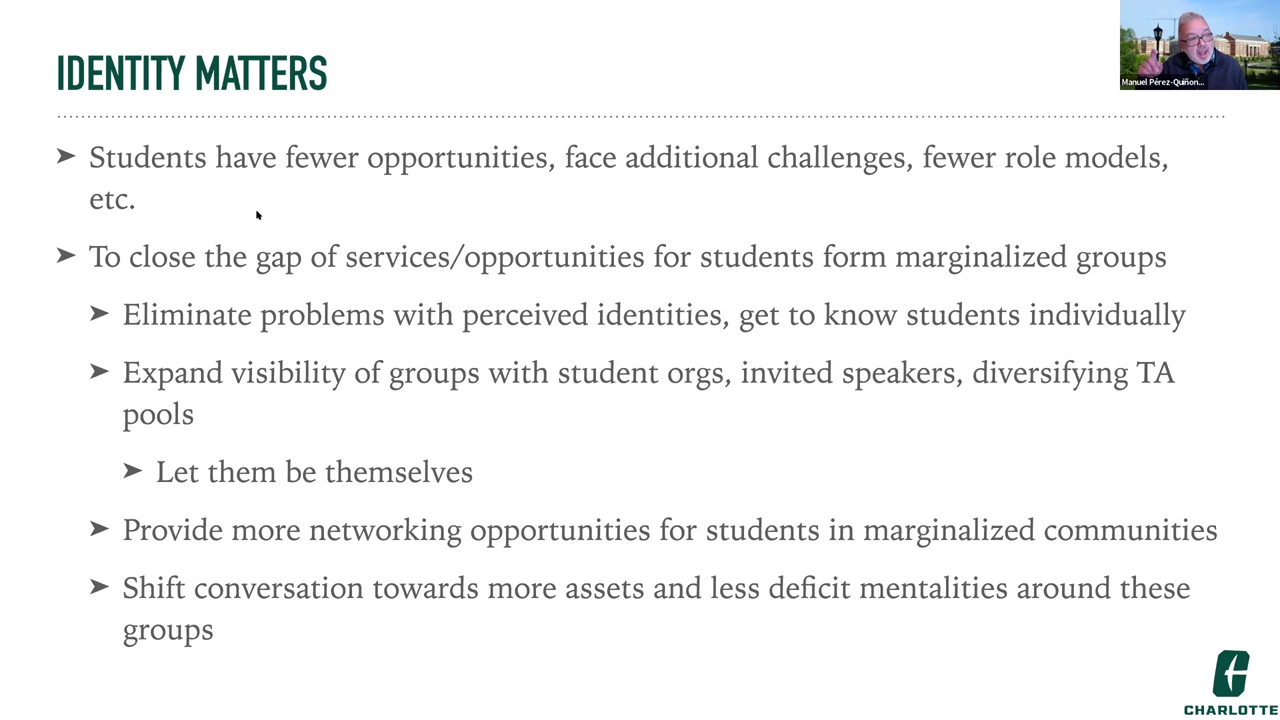 IDENTITY MATTERS
Manuel Pérez-Quiñon...
➤ Students have fewer opportunities, face additional challenges, fewer role models,
etc.
➤ To close the gap of services/opportunities for students form marginalized groups
➤ Eliminate problems with perceived identities, get to know students individually
➤ Expand visibility of groups with student orgs, invited speakers, diversifying TA
pools
➤ Let them be themselves
➤ Provide more networking opportunities for students in marginalized communities
➤ Shift conversation towards more assets and less deficit mentalities around these
groups
CHARLOTTE